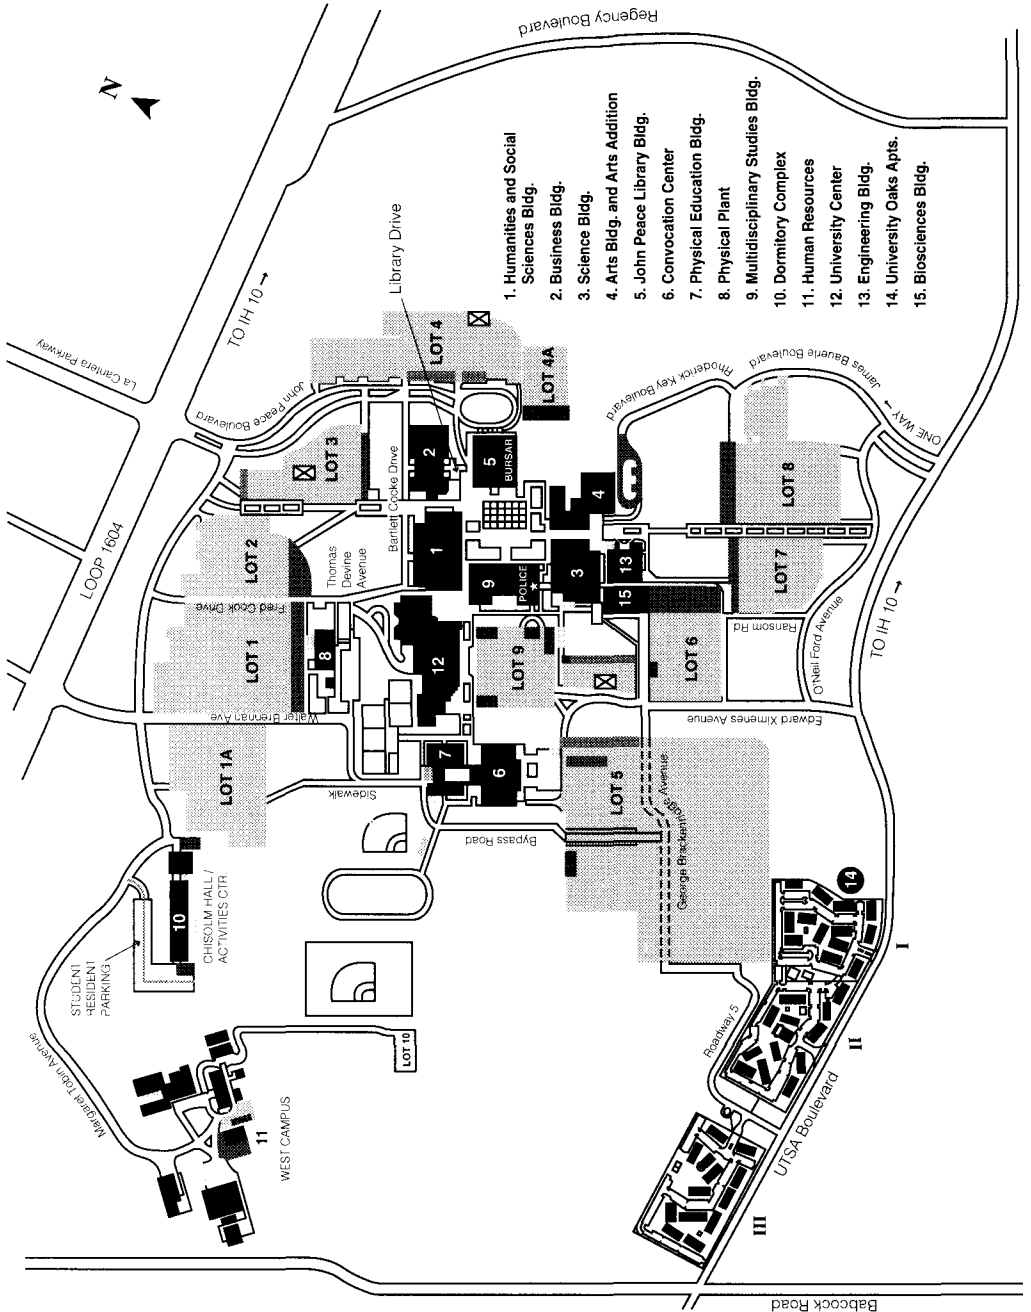 N
Regency Boulevard
La Cantera Parkway
TO IH 10 →
LOOP 1604
John Peace Boulevard
Library Drive
1. Humanities and Social
Sciences Bldg.
2. Business Bldg.
3. Science Bldg.
4. Arts Bldg. and Arts Addition
5. John Peace Library Bldg.
6. Convocation Center
7. Physical Education Bldg.
8. Physical Plant
9. Multidisciplinary Studies Bldg.
10. Dormitory Complex
11. Human Resources
12. University Center
13. Engineering Bldg.
14. University Oaks Apts.
15. Biosciences Bldg.
LOT 4
LOT 4A
LOT 3
Bartlett Cocke Drive
2
5
BURSAR
4
Rhoderick Key Boulevard
James Bauerle Boulevard
ONE WAY →
LOT 8
LOT 2
Thomas
Devine
Avenue
1
9
POLICE
3
13
15
LOT 7
Fred Cook Drive
LOT 1
8
12
LOT 9
LOT 6
Ransom Rd
O'Neil Ford Avenue
TO IH 10 →
Walter Brennan Ave
Edward Ximenes Avenue
LOT 1A
7
6
LOT 5
Sidewalk
Bypass Road
George Brackenridge Avenue
10
CHISOLM HALL /
ACTIVITIES CTR.
STUDENT
RESIDENT
PARKING
14
I
Margaret Tobin Avenue
LOT 10
Roadway 5
II
11
WEST CAMPUS
UTSA Boulevard
III
Babcock Road